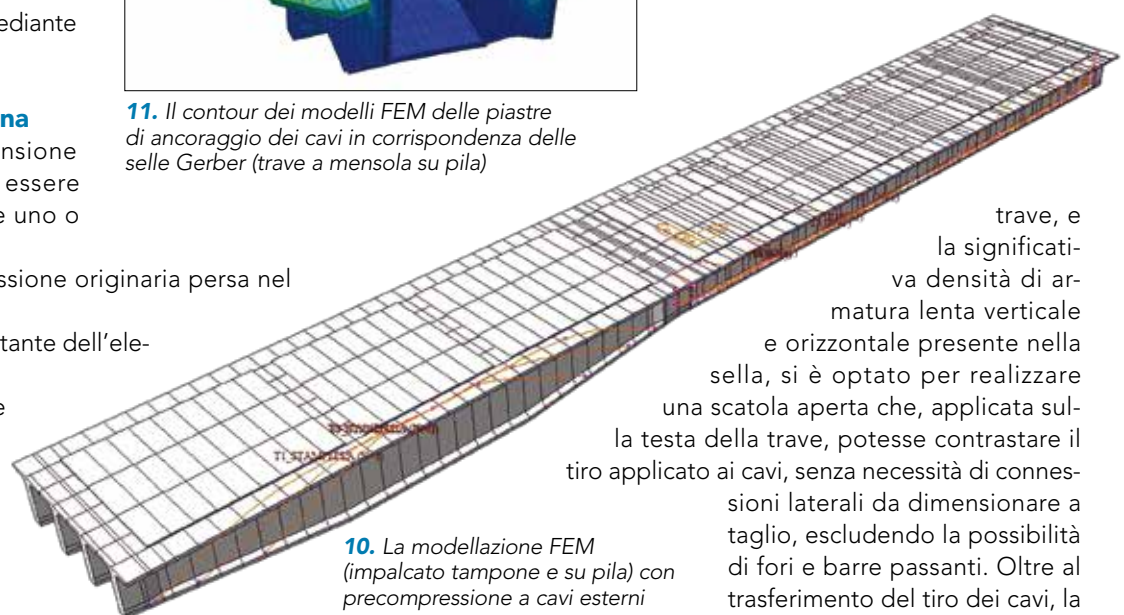 ediante
na
nsione
essere
e uno o
ssione originaria persa nel
tante dell'ele-
e
11. Il contour dei modelli FEM delle piastre
di ancoraggio dei cavi in corrispondenza delle
selle Gerber (trave a mensola su pila)
10. La modellazione FEM
(impalcato tampone e su pila) con
precompressione a cavi esterni
trave, e
la significati-
va densità di ar-
matura lenta verticale
e orizzontale presente nella
sella, si è optato per realizzare
una scatola aperta che, applicata sul-
la testa della trave, potesse contrastare il
tiro applicato ai cavi, senza necessità di connes-
sioni laterali da dimensionare a
taglio, escludendo la possibilità
di fori e barre passanti. Oltre al
trasferimento del tiro dei cavi, la